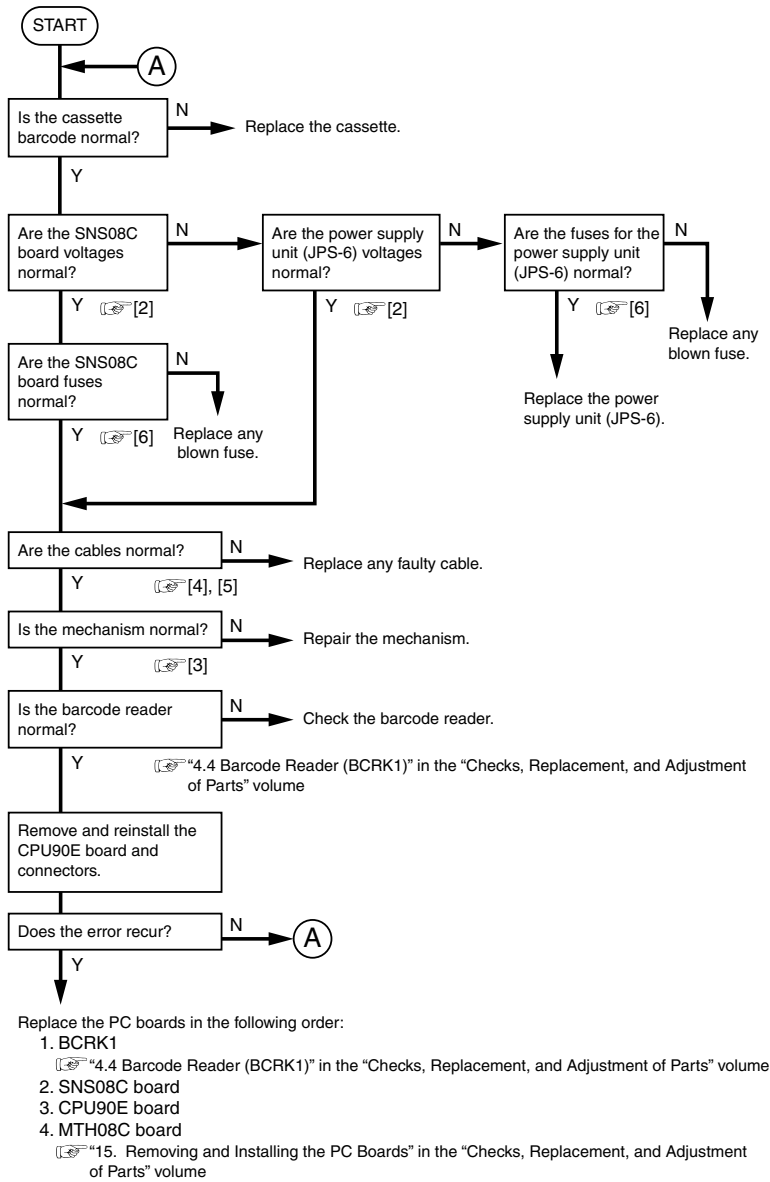 START
A
Is the cassette
barcode normal?
N
Replace the cassette.
Y
Are the SNS08C
board voltages
normal?
N
Are the power supply
unit (JPS-6) voltages
normal?
N
Are the fuses for the
power supply unit
(JPS-6) normal?
N
Y [2]
Y [2]
Y [6]
Replace any
blown fuse.
Are the SNS08C
board fuses
normal?
N
Replace the power
supply unit (JPS-6).
Y [6]
Replace any
blown fuse.
Are the cables normal?
N
Replace any faulty cable.
Y [4], [5]
Is the mechanism normal?
N
Repair the mechanism.
Y [3]
Is the barcode reader
normal?
N
Check the barcode reader.
Y “4.4 Barcode Reader (BCRK1)” in the “Checks, Replacement, and Adjustment
of Parts” volume
Remove and reinstall the
CPU90E board and
connectors.
Does the error recur?
N
A
Y
Replace the PC boards in the following order:
1. BCRK1
“4.4 Barcode Reader (BCRK1)” in the “Checks, Replacement, and Adjustment of Parts” volume
2. SNS08C board
3. CPU90E board
4. MTH08C board
“15. Removing and Installing the PC Boards” in the “Checks, Replacement, and Adjustment
of Parts” volume